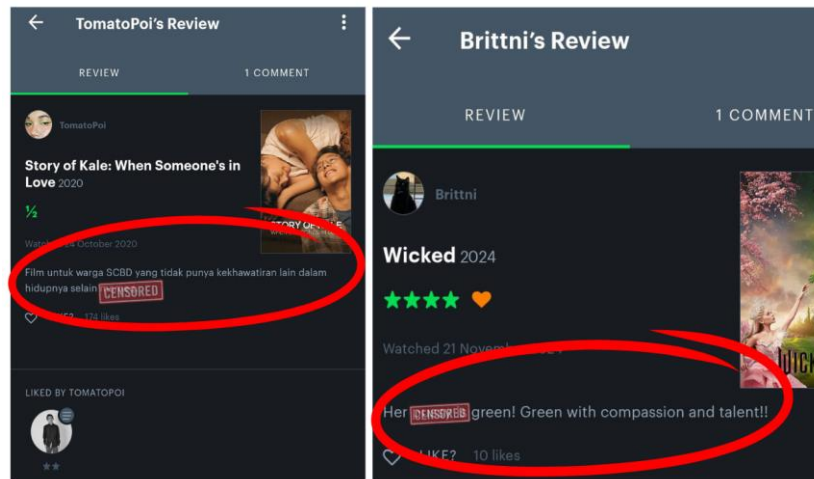 TomatoPoi's Review
REVIEW
1 COMMENT
TomatoPoi
Story of Kale: When Someone's in
Love 2020
½
Watched 24 October 2020
Film untuk warga SCBD yang tidak punya kekhawatiran lain dalam
hidupnya selain
CENSORED
174 likes
LIKED BY TOMATOPOI
★★
Brittni's Review
REVIEW
1 COMMENT
Brittni
Wicked 2024
★★★★
Watched 21 November
Her CENSORED green! Green with compassion and talent!!
LIKE? 10 likes